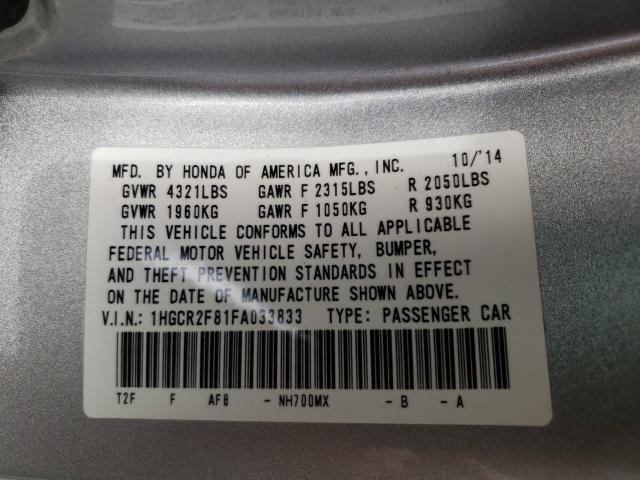 MFD. BY HONDA OF AMERICA MFG., INC. 10/'14
GVWR 4321LBS GAWR F 2315LBS R 2050LBS
GVWR 1960KG GAWR F 1050KG R 930KG
THIS VEHICLE CONFORMS TO ALL APPLICABLE
FEDERAL MOTOR VEHICLE SAFETY, BUMPER,
AND THEFT PREVENTION STANDARDS IN EFFECT
ON THE DATE OF MANUFACTURE SHOWN ABOVE.
V.I.N.: 1HGCR2F81FA033833 TYPE: PASSENGER CAR
T2F F AF8 - NH700MX - B - A